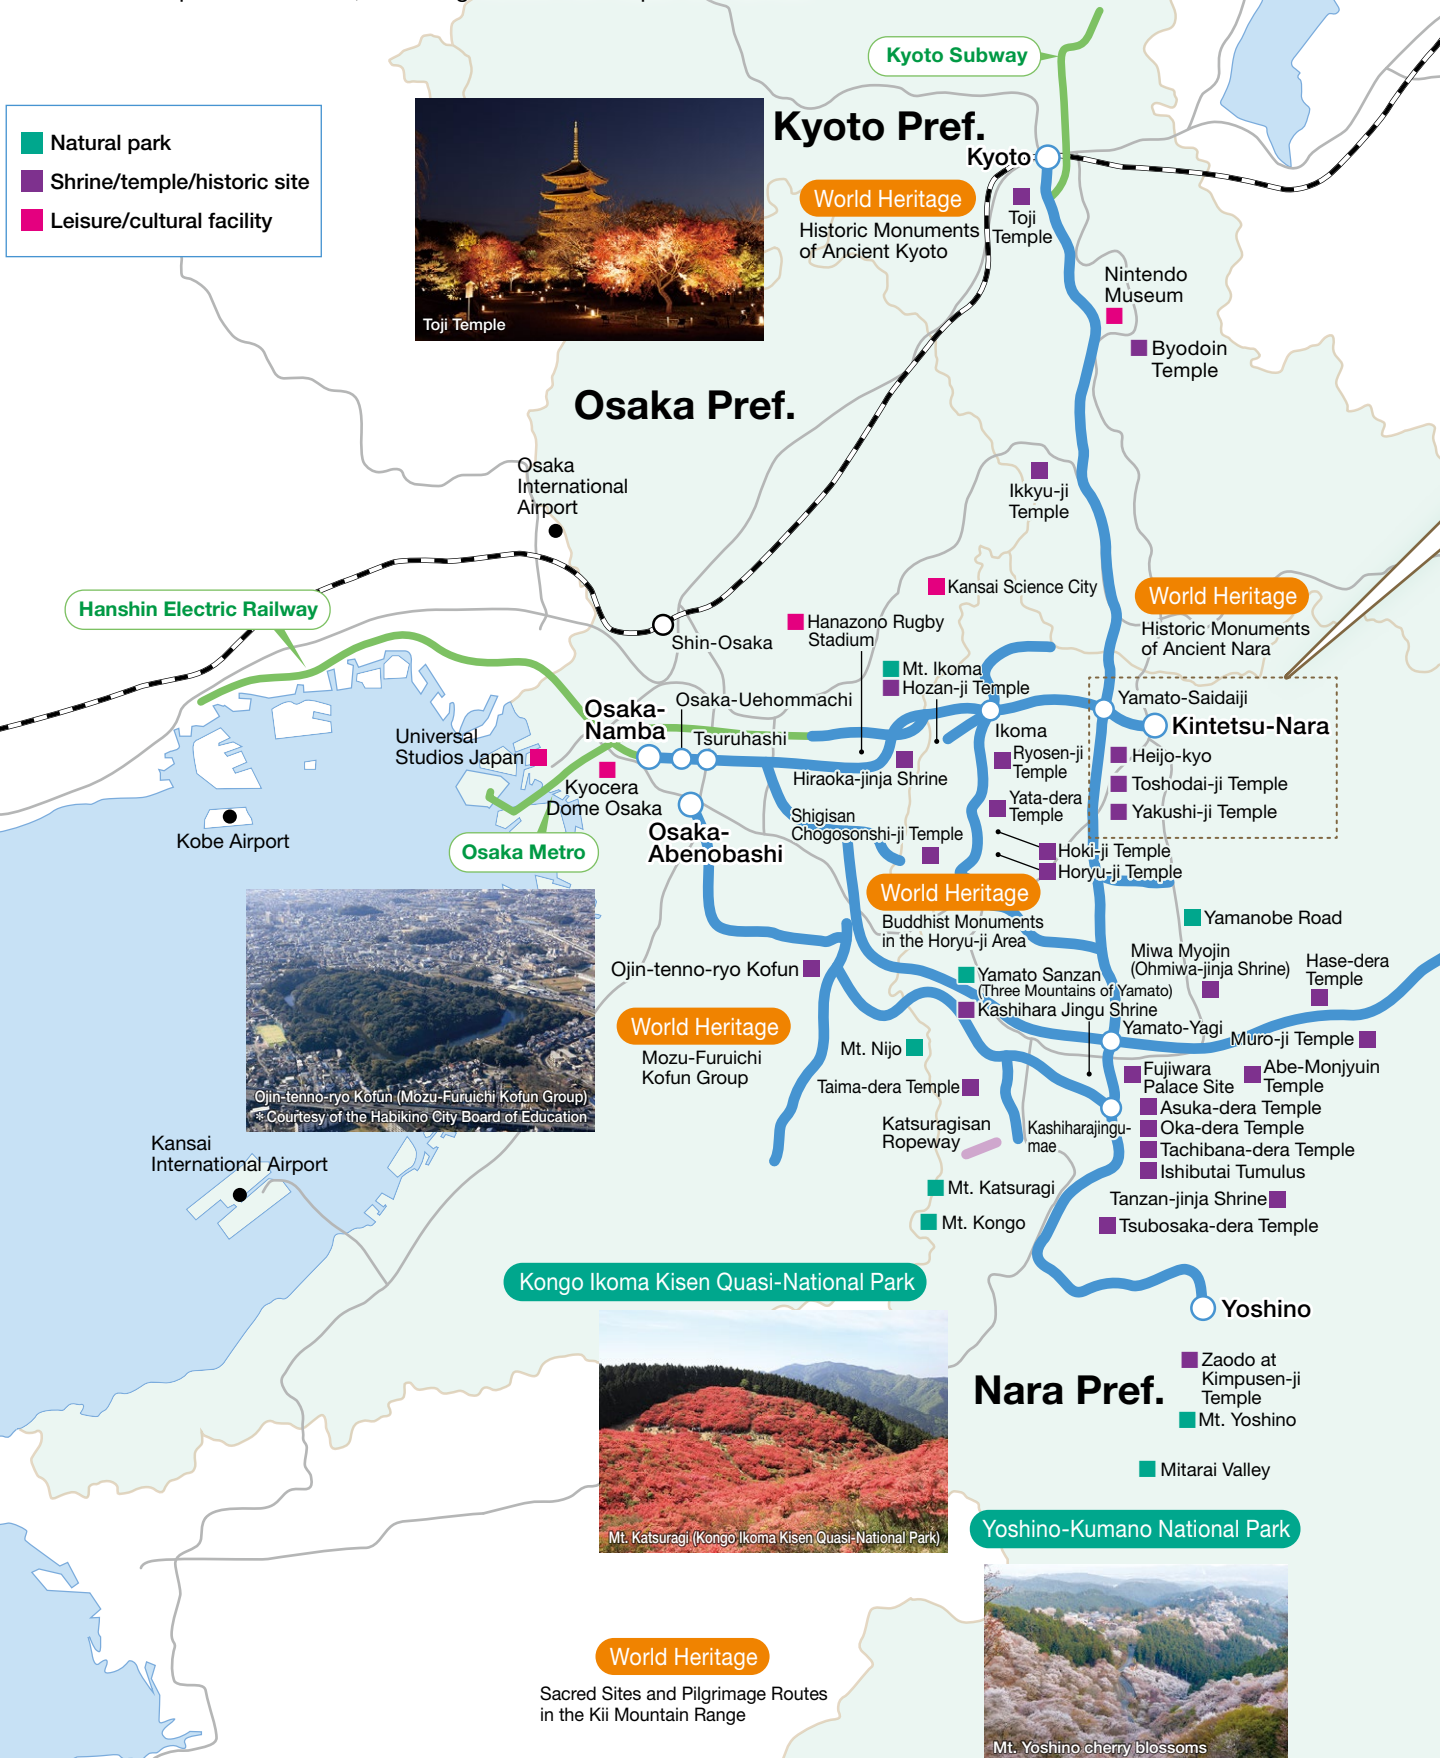 Kyoto Subway
Natural park
Shrine/temple/historic site
Leisure/cultural facility
Kyoto Pref.
Kyoto
World Heritage
Historic Monuments
of Ancient Kyoto
Toji
Temple
Toji Temple
Nintendo
Museum
Byodoin
Temple
Osaka Pref.
Osaka
International
Airport
Ikkyu-ji
Temple
Kansai Science City
World Heritage
Historic Monuments
of Ancient Nara
Hanshin Electric Railway
Shin-Osaka
Hanazono Rugby
Stadium
Mt. Ikoma
Hozan-ji Temple
Osaka-Uehommachi
Osaka-
Namba
Tsuruhashi
Yamato-Saidaiji
Kintetsu-Nara
Ikoma
Universal
Studios Japan
Kyocera
Dome Osaka
Hiraoka-jinja Shrine
Ryosen-ji
Temple
Heijo-kyo
Toshodai-ji Temple
Yakushi-ji Temple
Yata-dera
Temple
Shigisan
Chogosonshi-ji Temple
Kobe Airport
Osaka Metro
Osaka-
Abenobashi
Hoki-ji Temple
Horyu-ji Temple
World Heritage
Buddhist Monuments
in the Horyu-ji Area
Yamanobe Road
Miwa Myojin
(Ohmiwa-jinja Shrine)
Hase-dera
Temple
Ojin-tenno-ryo Kofun
Yamato Sanzan
(Three Mountains of Yamato)
Kashihara Jingu Shrine
World Heritage
Mozu-Furuichi
Kofun Group
Yamato-Yagi
Muro-ji Temple
Mt. Nijo
Taima-dera Temple
Fujiwara
Palace Site
Abe-Monjyuin
Temple
Ojin-tenno-ryo Kofun (Mozu-Furuichi Kofun Group)
*Courtesy of the Habikino City Board of Education
Asuka-dera Temple
Oka-dera Temple
Tachibana-dera Temple
Ishibutai Tumulus
Katsuragisan
Ropeway
Kashiharajingu-
mae
Kansai
International Airport
Mt. Katsuragi
Tanzan-jinja Shrine
Mt. Kongo
Tsubosaka-dera Temple
Kongo Ikoma Kisen Quasi-National Park
Yoshino
Nara Pref.
Zaodo at
Kimpusen-ji
Temple
Mt. Yoshino
Mitarai Valley
Mt. Katsuragi (Kongo Ikoma Kisen Quasi-National Park)
Yoshino-Kumano National Park
World Heritage
Sacred Sites and Pilgrimage Routes
in the Kii Mountain Range
Mt. Yoshino cherry blossoms